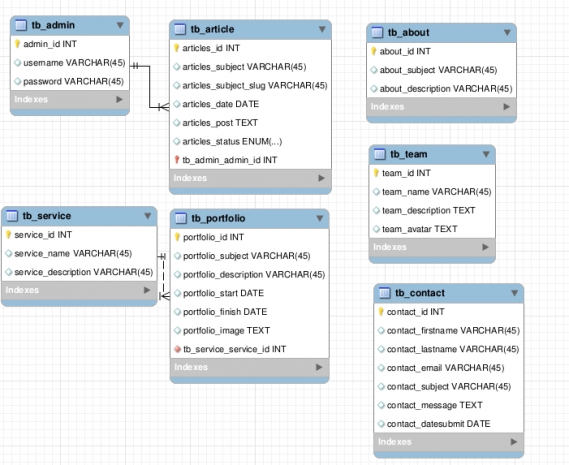 tb_admin
admin_id INT
username VARCHAR(45)
password VARCHAR(45)
Indexes
tb_article
articles_id INT
articles_subject VARCHAR(45)
articles_subject_slug VARCHAR(45)
articles_date DATE
articles_post TEXT
articles_status ENUM(...)
tb_admin_admin_id INT
Indexes
tb_about
about_id INT
about_subject VARCHAR(45)
about_description VARCHAR(45)
Indexes
tb_team
team_id INT
team_name VARCHAR(45)
team_description TEXT
team_avatar TEXT
Indexes
tb_service
service_id INT
service_name VARCHAR(45)
service_description VARCHAR(45)
Indexes
tb_portfolio
portfolio_id INT
portfolio_subject VARCHAR(45)
portfolio_description VARCHAR(45)
portfolio_start DATE
portfolio_finish DATE
portfolio_image TEXT
tb_service_service_id INT
Indexes
tb_contact
contact_id INT
contact_firstname VARCHAR(45)
contact_lastname VARCHAR(45)
contact_email VARCHAR(45)
contact_subject VARCHAR(45)
contact_message TEXT
contact_datesubmit DATE
Indexes